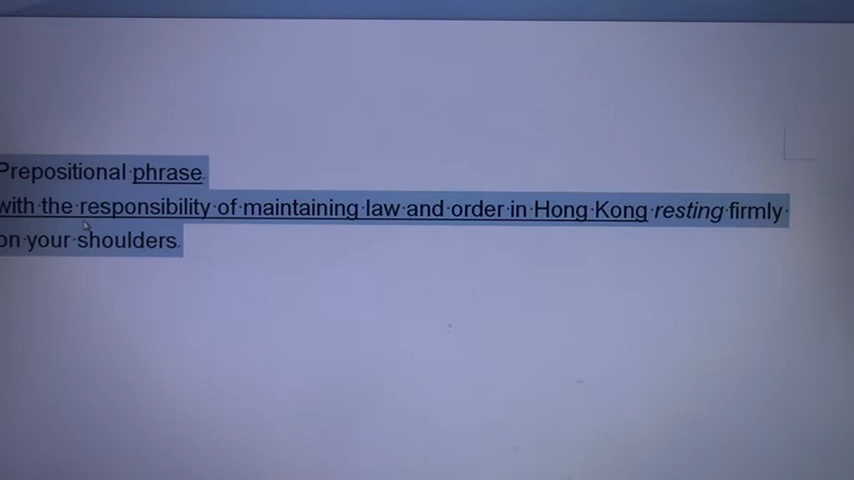 Prepositional phrase
with the responsibility of maintaining law and order in Hong Kong resting firmly
on your shoulders